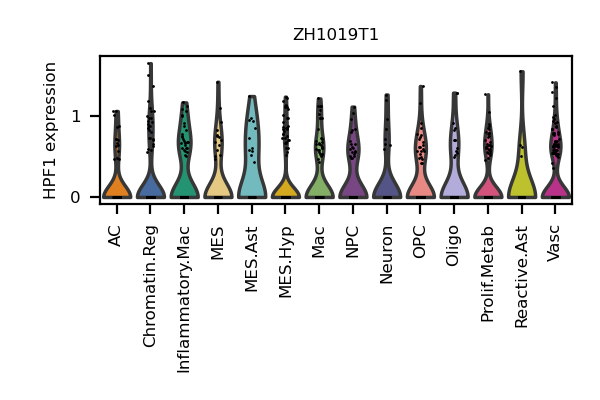 ZH1019T1
HPF1 expression
1
0
AC
Chromatin.Reg
Inflammatory.Mac
MES
MES.Ast
MES.Hyp
Mac
NPC
Neuron
OPC
Oligo
Prolif.Metab
Reactive.Ast
Vasc